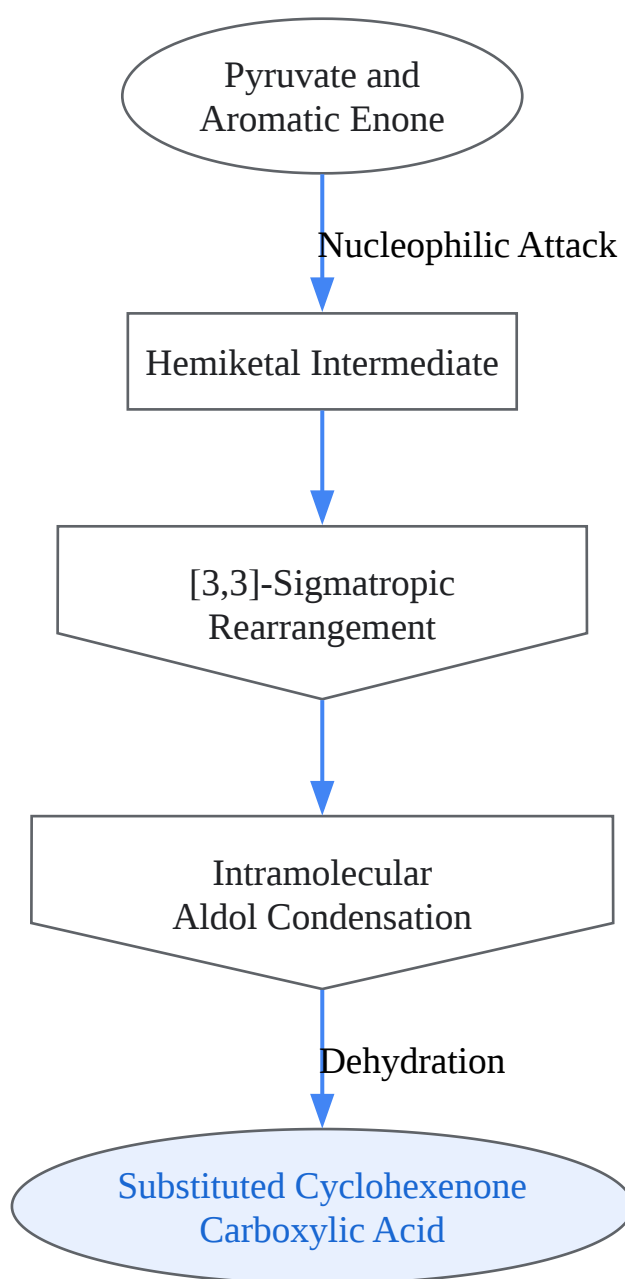 Pyruvate and
Aromatic Enone
Nucleophilic Attack
Hemiketal Intermediate
[3,3]-Sigmatropic
Rearrangement
Intramolecular
Aldol Condensation
Dehydration
Substituted Cyclohexenone
Carboxylic Acid